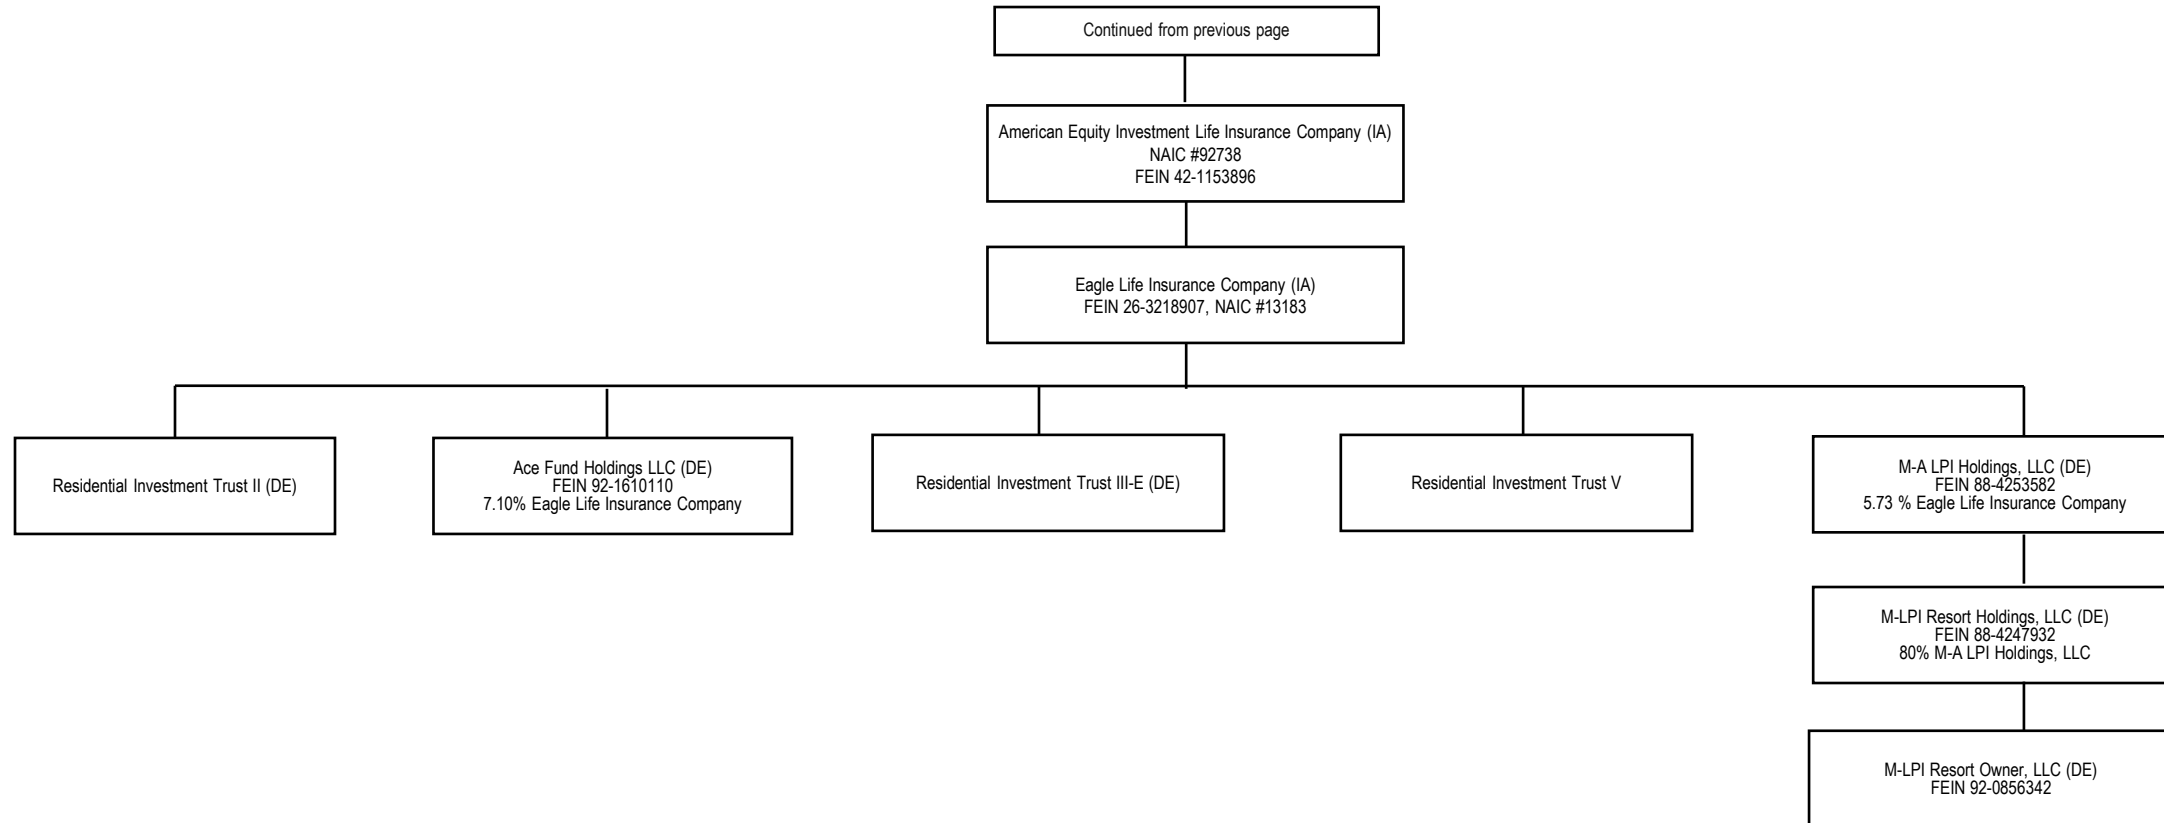 Continued from previous page
American Equity Investment Life Insurance Company (IA)
NAIC #92738
FEIN 42-1153896
Eagle Life Insurance Company (IA)
FEIN 26-3218907, NAIC #13183
Residential Investment Trust II (DE)
Ace Fund Holdings LLC (DE)
FEIN 92-1610110
7.10% Eagle Life Insurance Company
Residential Investment Trust III-E (DE)
Residential Investment Trust V
M-A LPI Holdings, LLC (DE)
FEIN 88-4253582
5.73 % Eagle Life Insurance Company
M-LPI Resort Holdings, LLC (DE)
FEIN 88-4247932
80% M-A LPI Holdings, LLC
M-LPI Resort Owner, LLC (DE)
FEIN 92-0856342